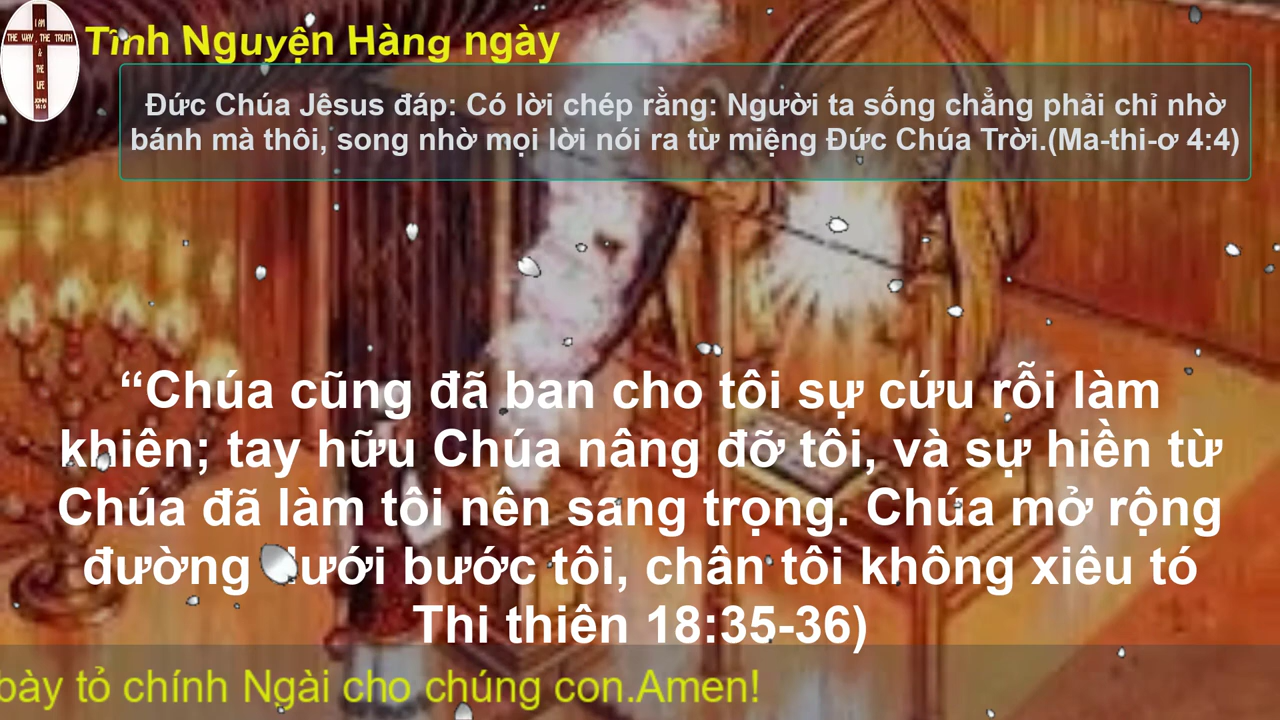 I AM
THE WAY, THE TRUTH
&
THE
LIFE
JOHN
14:6
Tĩnh Nguyện Hàng ngày
Đức Chúa Jêsus đáp: Có lời chép rằng: Người ta sống chẳng phải chỉ nhờ
bánh mà thôi, song nhờ mọi lời nói ra từ miệng Đức Chúa Trời.(Ma-thi-ơ 4:4)
“Chúa cũng đã ban cho tôi sự cứu rỗi làm
khiên; tay hữu Chúa nâng đỡ tôi, và sự hiền từ
Chúa đã làm tôi nên sang trọng. Chúa mở rộng
đường dưới bước tôi, chân tôi không xiêu tó
Thi thiên 18:35-36)
bày tỏ chính Ngài cho chúng con.Amen!